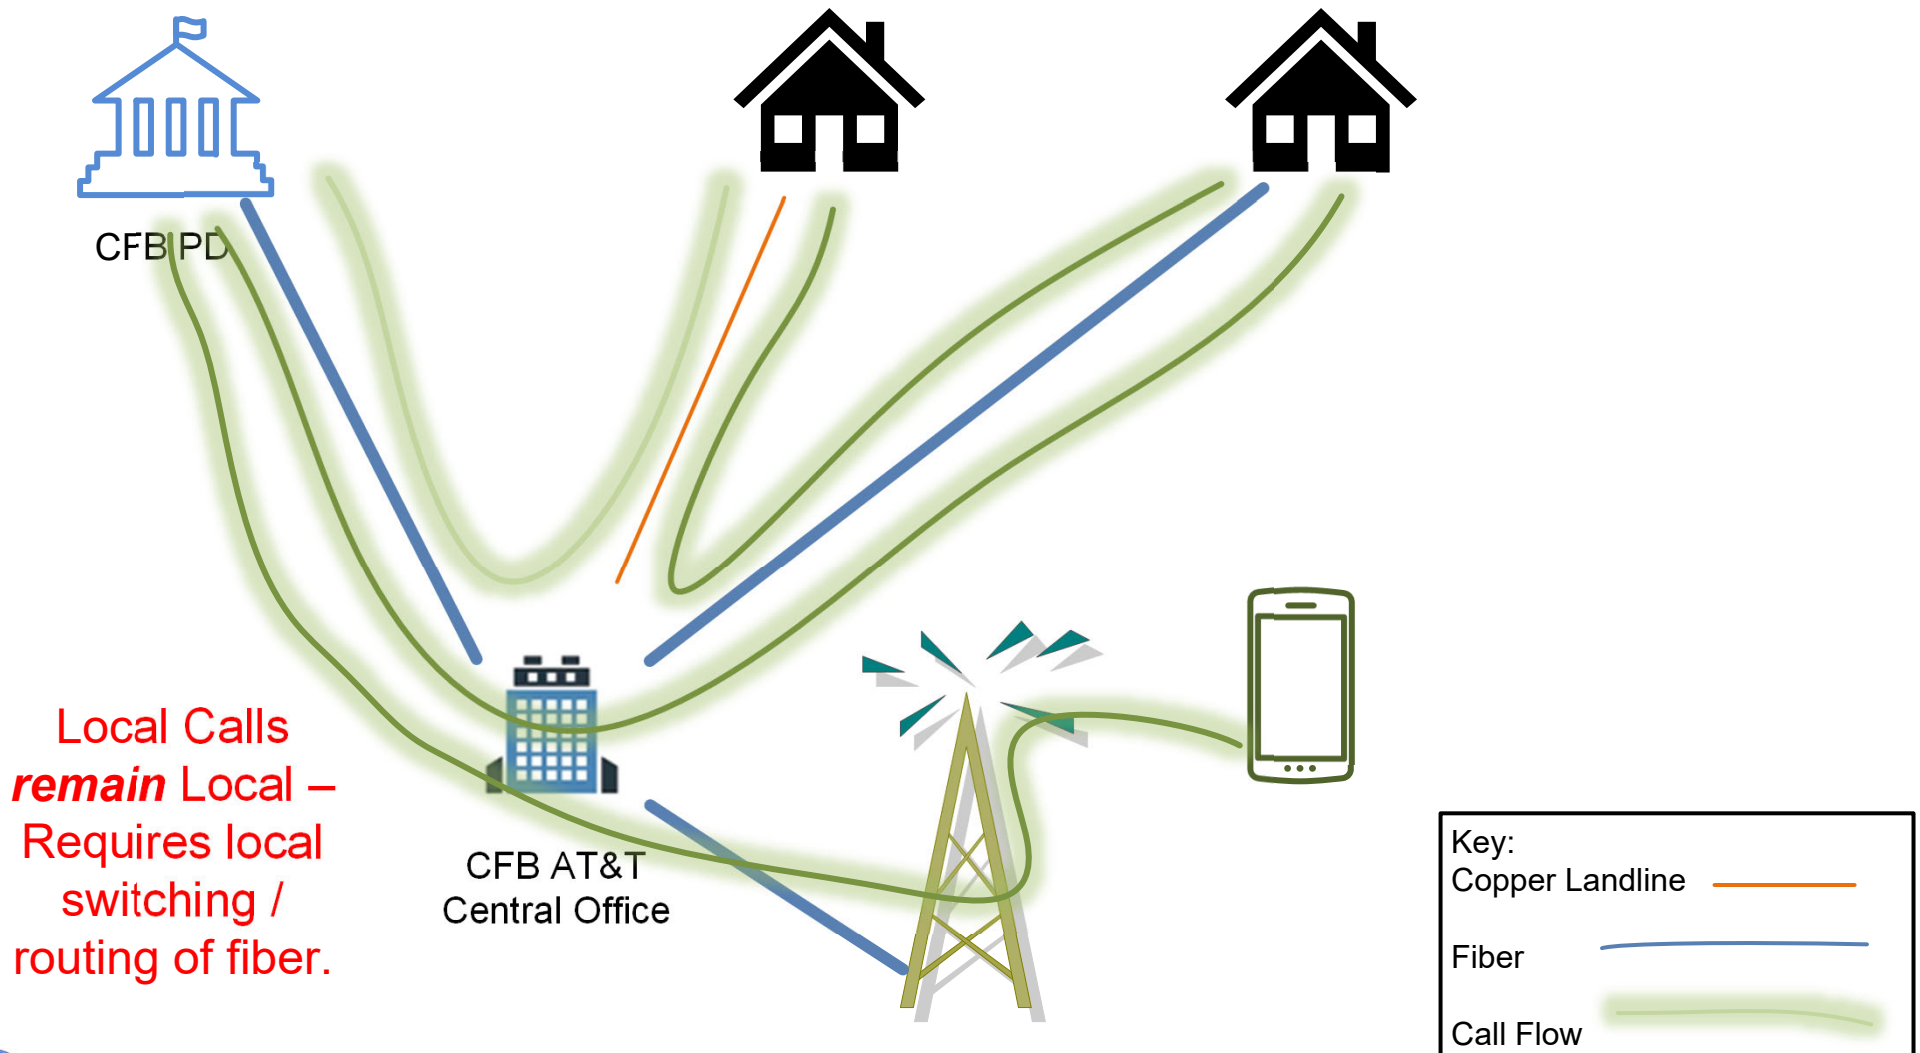 CFB PD
Local Calls
remain Local –
Requires local
switching /
routing of fiber.
CFB AT&T
Central Office
Key:
Copper Landline
Fiber
Call Flow